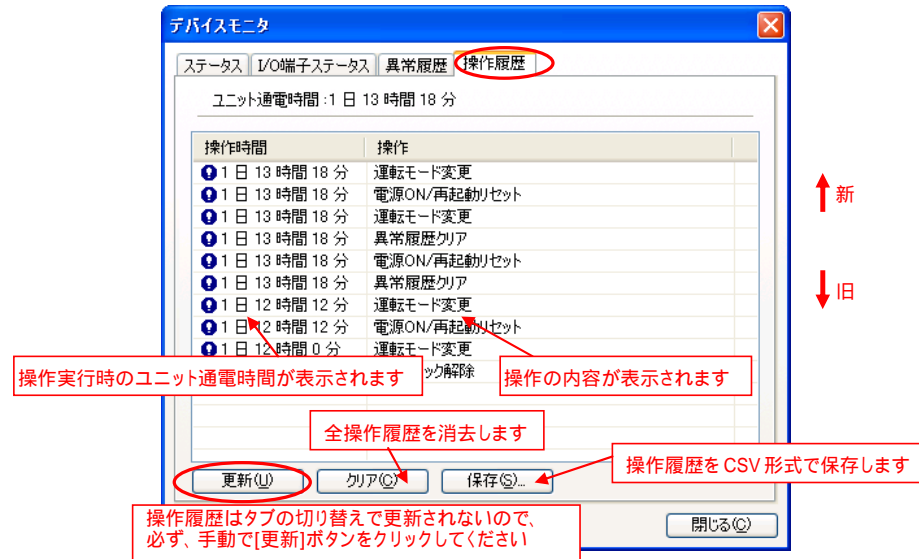 デバイスモニタ
ステータス I/O端子ステータス 異常履歴 操作履歴
ユニット通電時間:1 日 13 時間 18 分
操作時間 操作
1 日 13 時間 18 分 運転モード変更
1 日 13 時間 18 分 電源ON/再起動リセット
1 日 13 時間 18 分 運転モード変更
1 日 13 時間 18 分 異常履歴クリア
1 日 13 時間 18 分 電源ON/再起動リセット
1 日 13 時間 18 分 異常履歴クリア
1 日 12 時間 12 分 運転モード変更
1 日 12 時間 12 分 電源ON/再起動リセット
1 日 12 時間 0 分 運転モード変更
ック解除
新
旧
操作実行時のユニット通電時間が表示されます
操作の内容が表示されます
全操作履歴を消去します
操作履歴を CSV 形式で保存します
更新(U) クリア(C) 保存(S)...
操作履歴はタブの切り替えで更新されないので、
必ず、手動で[更新]ボタンをクリックしてください
閉じる(C)